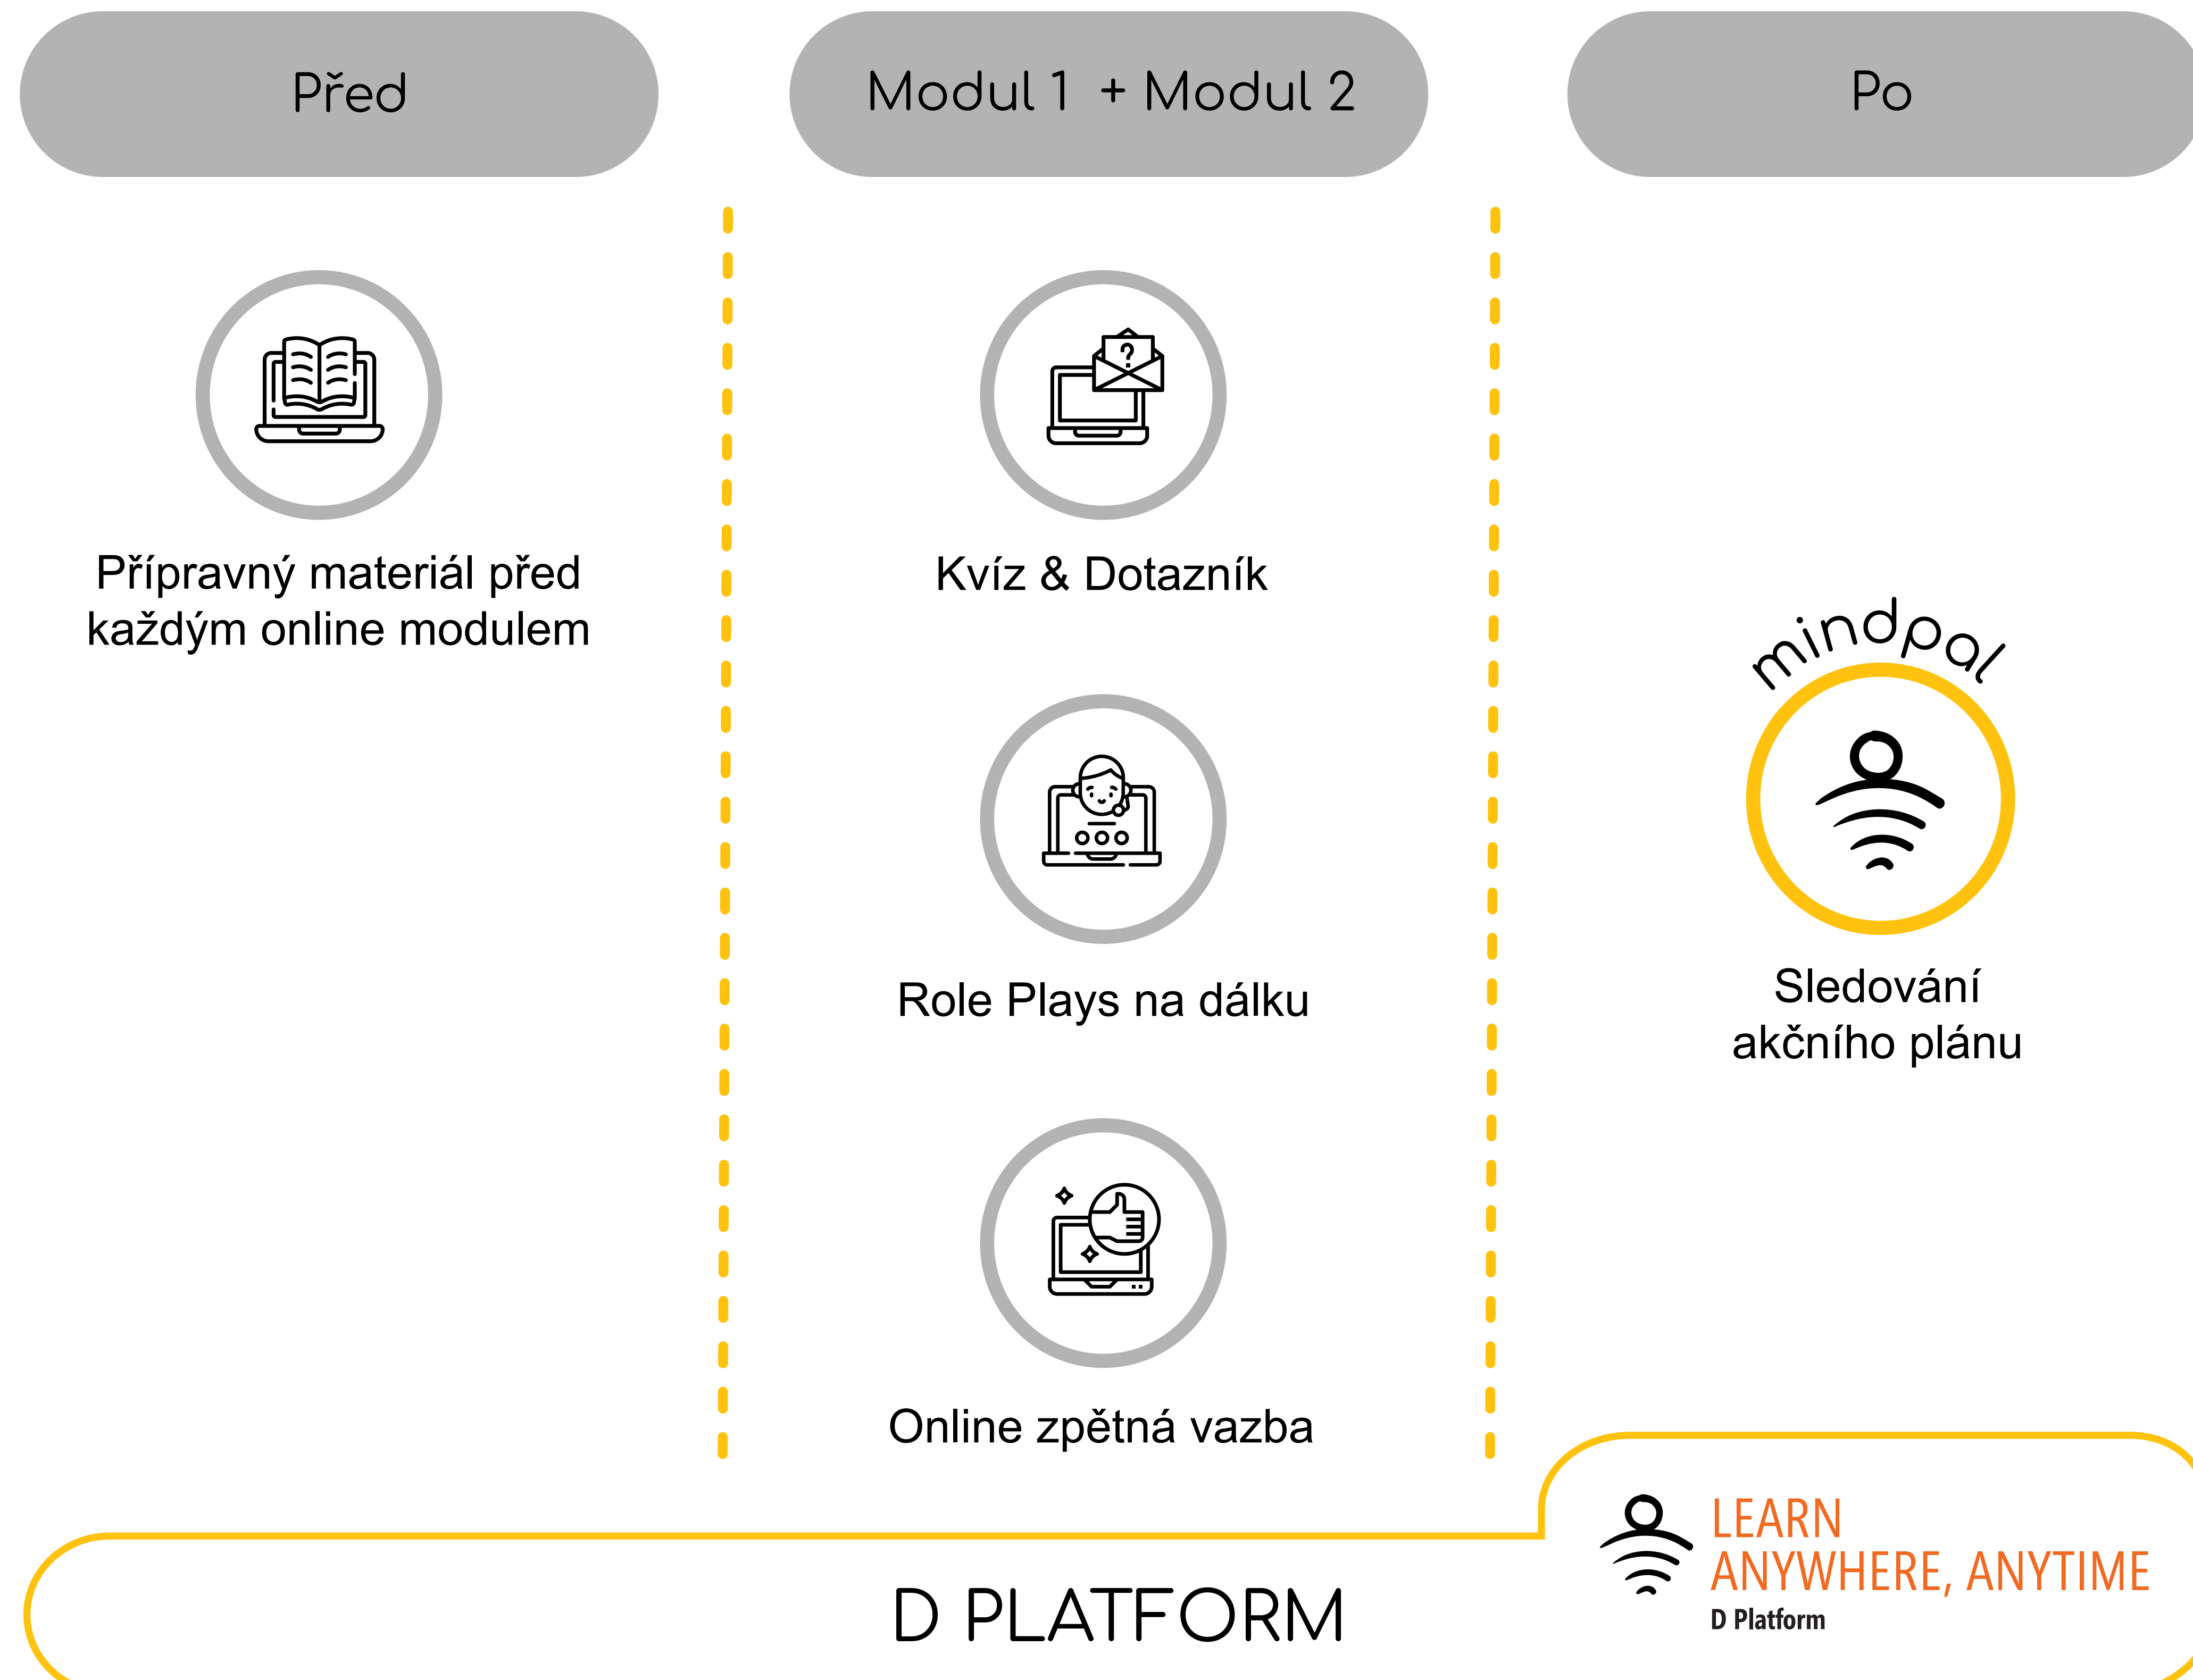 Před
Modul 1 + Modul 2
Po
Přípravný materiál před
každým online modulem
?
Kvíz & Dotazník
Role Plays na dálku
Online zpětná vazba
mindpal
Sledování
akčního plánu
D PLATFORM
LEARN
ANYWHERE, ANYTIME
D Platform